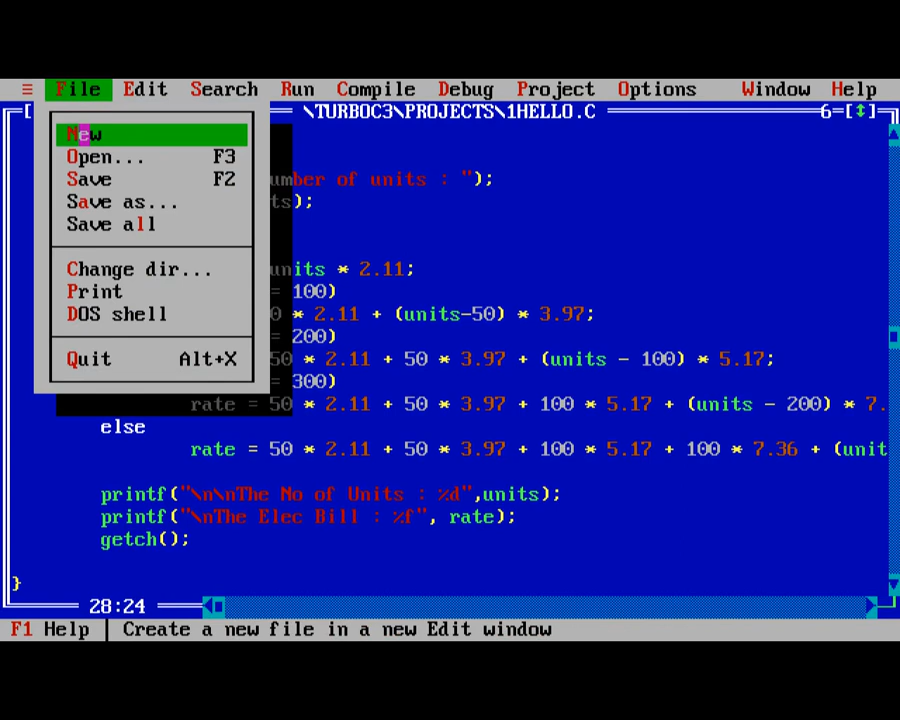 ≡ File Edit Search Run Compile Debug Project Options Window Help
[ \TURBOC3\PROJECTS\1HELLO.C 6=[↕]
New
Open... F3
umber of units : ");
Save F2
ts);
Save as...
Save all
Change dir...
units * 2.11;
Print
= 100)
DOS shell
0 * 2.11 + (units-50) * 3.97;
= 200)
Quit Alt+X
50 * 2.11 + 50 * 3.97 + (units - 100) * 5.17;
= 300)
rate = 50 * 2.11 + 50 * 3.97 + 100 * 5.17 + (units - 200) * 7.
else
rate = 50 * 2.11 + 50 * 3.97 + 100 * 5.17 + 100 * 7.36 + (unit
printf("\n\nThe No of Units : %d",units);
printf("\nThe Elec Bill : %f", rate);
getch();
}
28:24
F1 Help Create a new file in a new Edit window